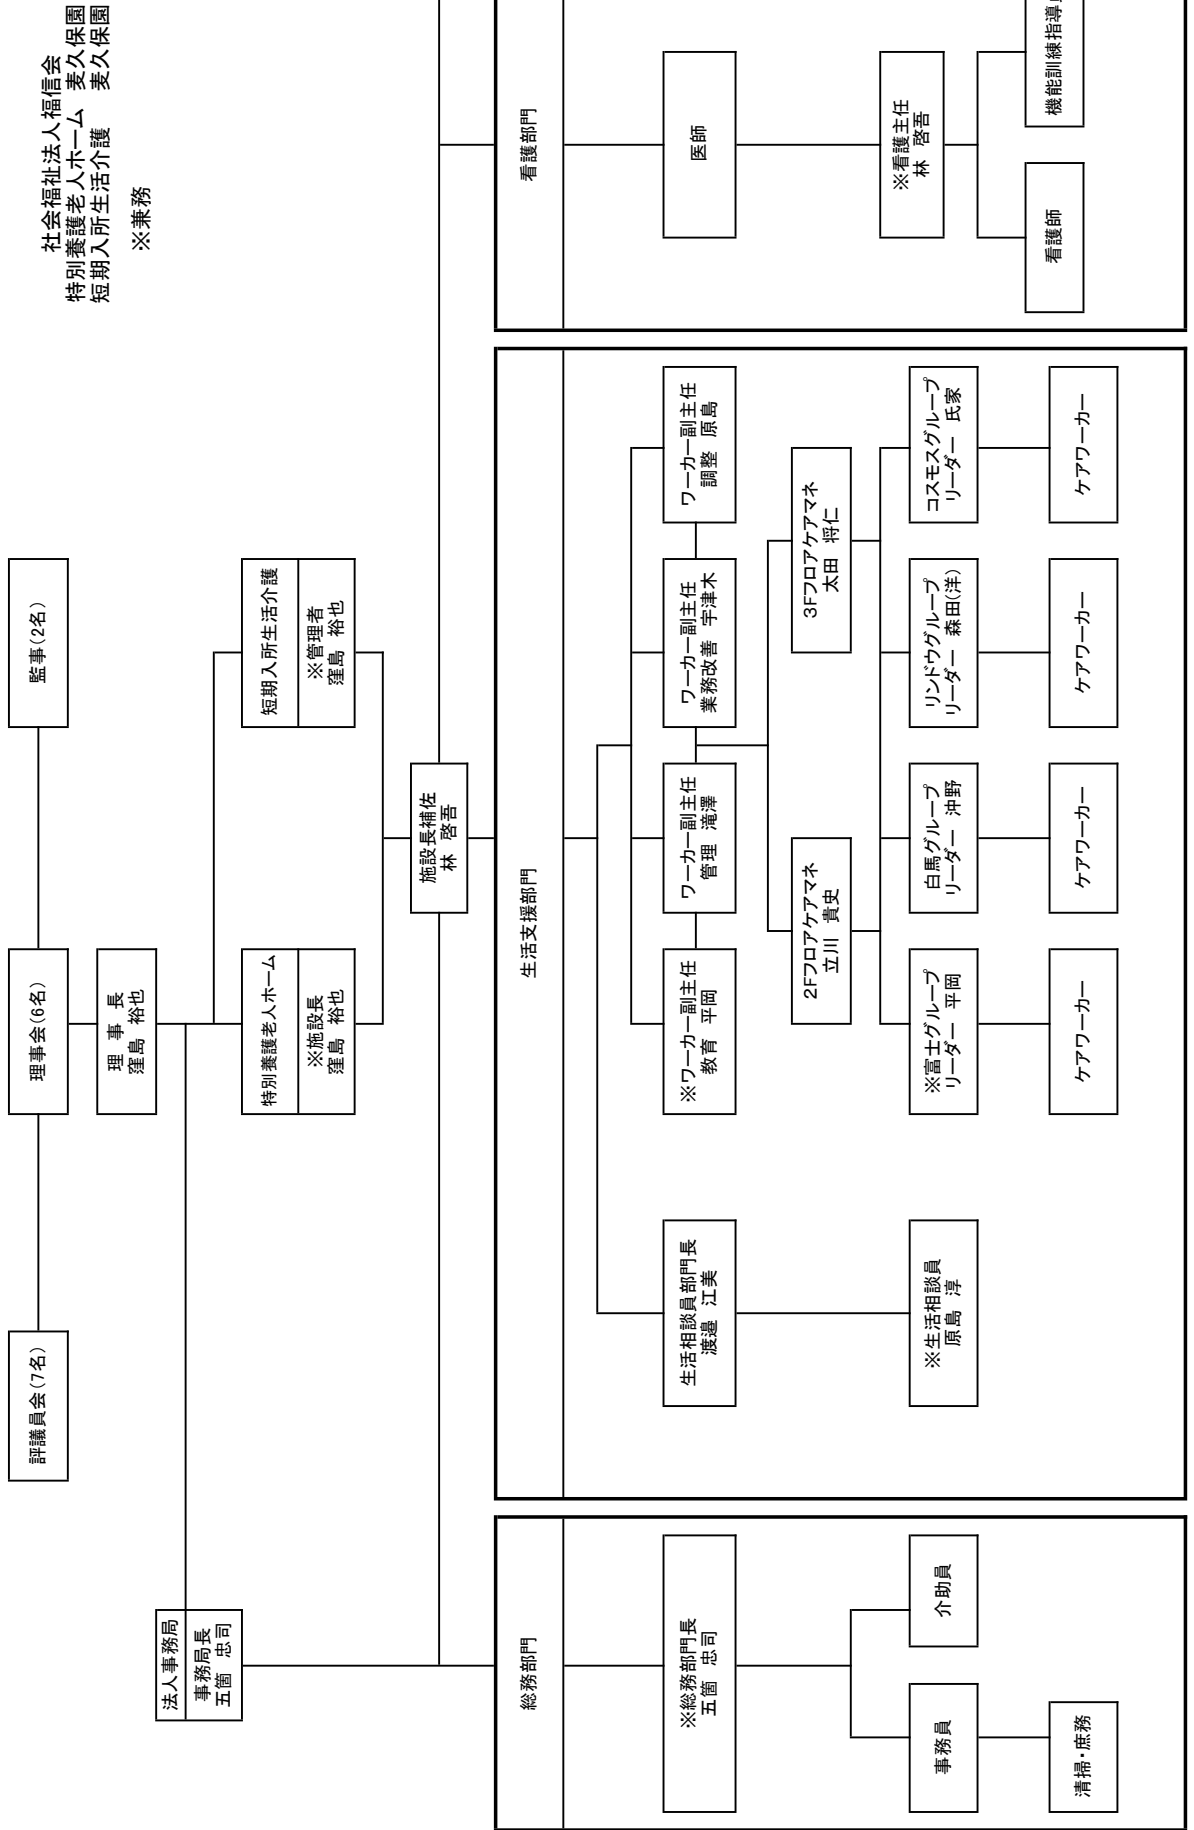 社会福祉法人福信会
特別養護老人ホーム　麦久保園
短期入所生活介護　麦久保園
※兼務
評議員会(7名)
理事会(6名)
監事(2名)
理　事　長
窪島　裕也
法人事務局
事務局長
五箇　忠司
特別養護老人ホーム
※施設長
窪島　裕也
短期入所生活介護
※管理者
窪島　裕也
施設長補佐
林　啓吾
総務部門
※総務部門長
五箇　忠司
事務員
介助員
清掃・庶務
生活支援部門
生活相談員部門長
渡邉　江美
※生活相談員
原島　淳
※ワーカー副主任
教育　平岡
ワーカー副主任
管理　滝澤
ワーカー副主任
業務改善　宇津木
ワーカー副主任
調整　原島
2Fフロアケアマネ
立川　貴史
3Fフロアケアマネ
太田　将仁
※富士グループ
リーダー　平岡
白馬グループ
リーダー　沖野
リンドウグループ
リーダー　森田(洋)
コスモスグループ
リーダー　氏家
ケアワーカー
ケアワーカー
ケアワーカー
ケアワーカー
看護部門
医師
※看護主任
林　啓吾
看護師
機能訓練指導